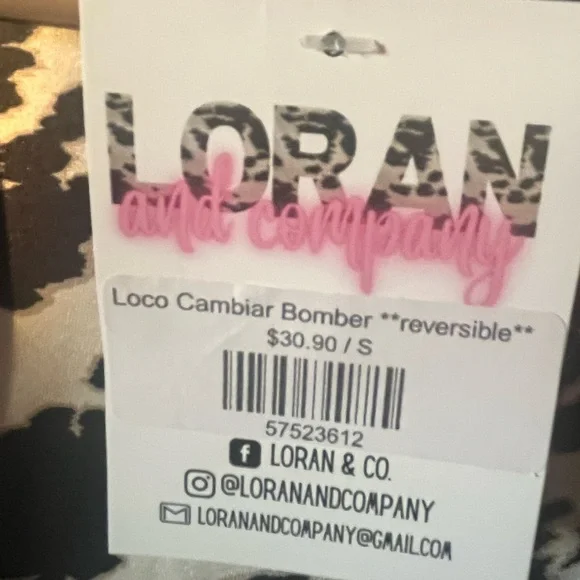 LORAN
and company
Loco Cambiar Bomber **reversible**
$30.90 / S
57523612
LORAN & CO.
@LORANANDCOMPANY
LORANANDCOMPANY@GMAIL.COM